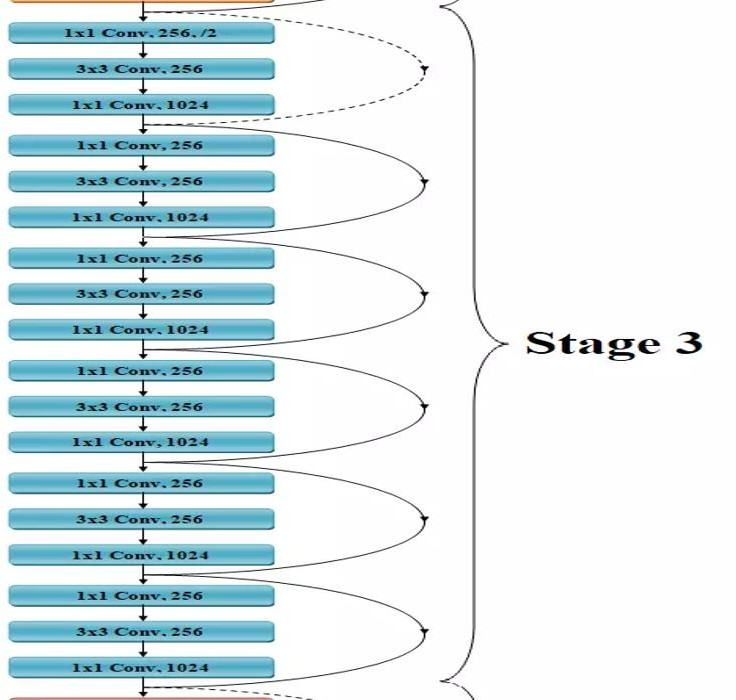 1x1 Conv, 256, /2
3x3 Conv, 256
1x1 Conv, 1024
1x1 Conv, 256
3x3 Conv, 256
1x1 Conv, 1024
1x1 Conv, 256
3x3 Conv, 256
1x1 Conv, 1024
Stage 3
1x1 Conv, 256
3x3 Conv, 256
1x1 Conv, 1024
1x1 Conv, 256
3x3 Conv, 256
1x1 Conv, 1024
1x1 Conv, 256
3x3 Conv, 256
1x1 Conv, 1024